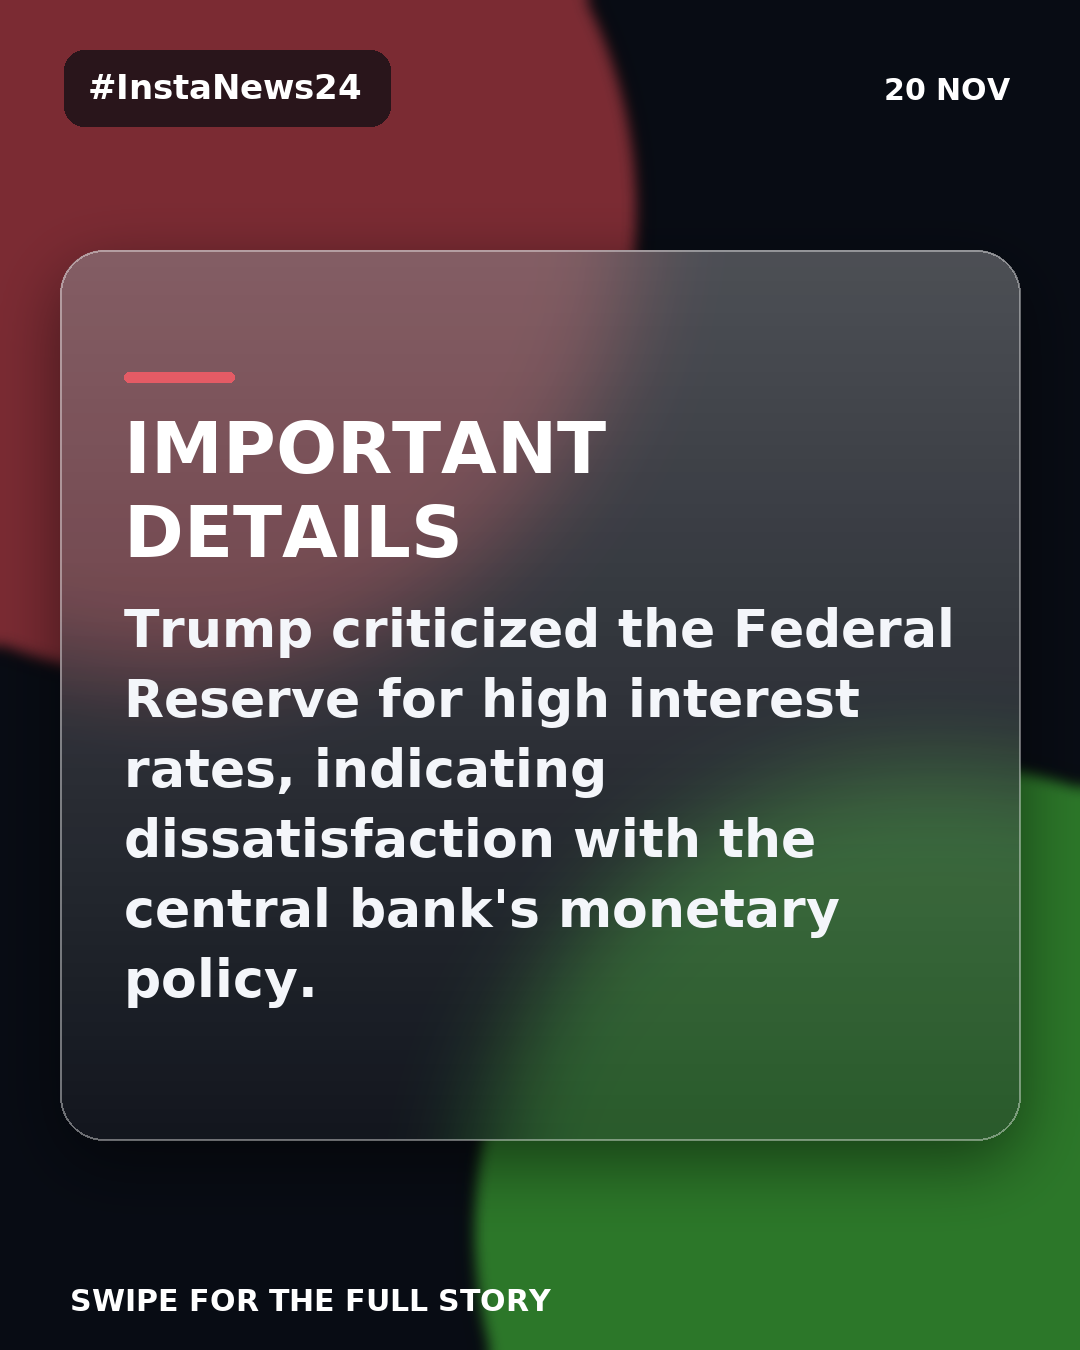 #InstaNews24
20 NOV
IMPORTANT
DETAILS
Trump criticized the Federal
Reserve for high interest
rates, indicating
dissatisfaction with the
central bank's monetary
policy.
SWIPE FOR THE FULL STORY